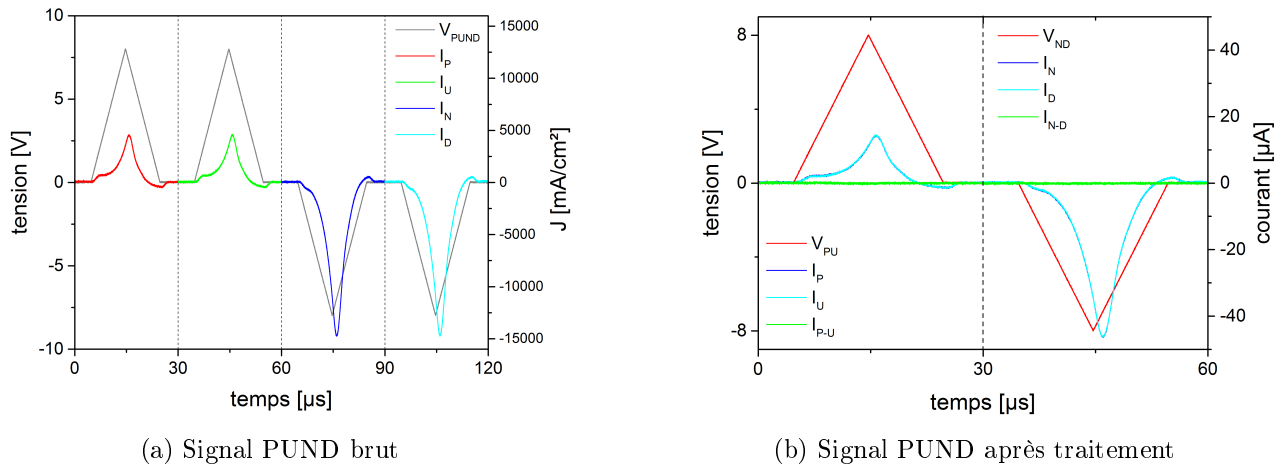 10
5
0
-5
-10
tension [V]
0
30
60
90
120
temps [µs]
15000
10000
5000
0
-5000
-10000
-15000
J [mA/cm²]
V_PUND
I_P
I_U
I_N
I_D
(a) Signal PUND brut
8
0
-8
tension [V]
0
30
60
temps [µs]
40
20
0
-20
-40
courant [µA]
V_ND
I_N
I_D
I_N-D
V_PU
I_P
I_U
I_P-U
(b) Signal PUND après traitement